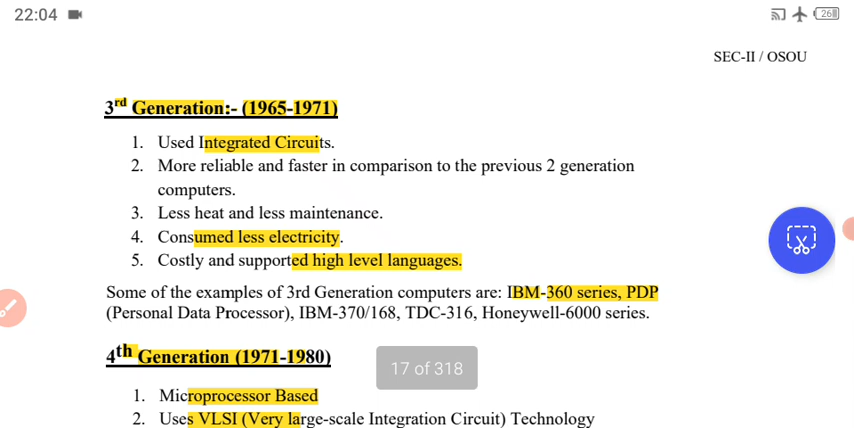 22:04
26
SEC-II / OSOU
3rd Generation:- (1965-1971)
1. Used Integrated Circuits.
2. More reliable and faster in comparison to the previous 2 generation
computers.
3. Less heat and less maintenance.
4. Consumed less electricity.
5. Costly and supported high level languages.
Some of the examples of 3rd Generation computers are: IBM-360 series, PDP
(Personal Data Processor), IBM-370/168, TDC-316, Honeywell-6000 series.
4th Generation (1971-1980)
17 of 318
1. Microprocessor Based
2. Uses VLSI (Very large-scale Integration Circuit) Technology